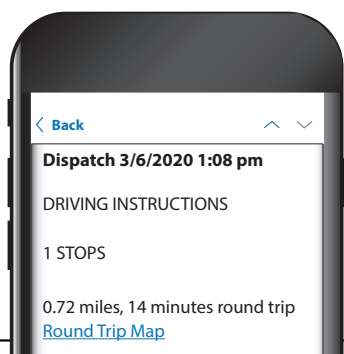 Back
Dispatch 3/6/2020 1:08 pm
DRIVING INSTRUCTIONS
1 STOPS
0.72 miles, 14 minutes round trip
Round Trip Map